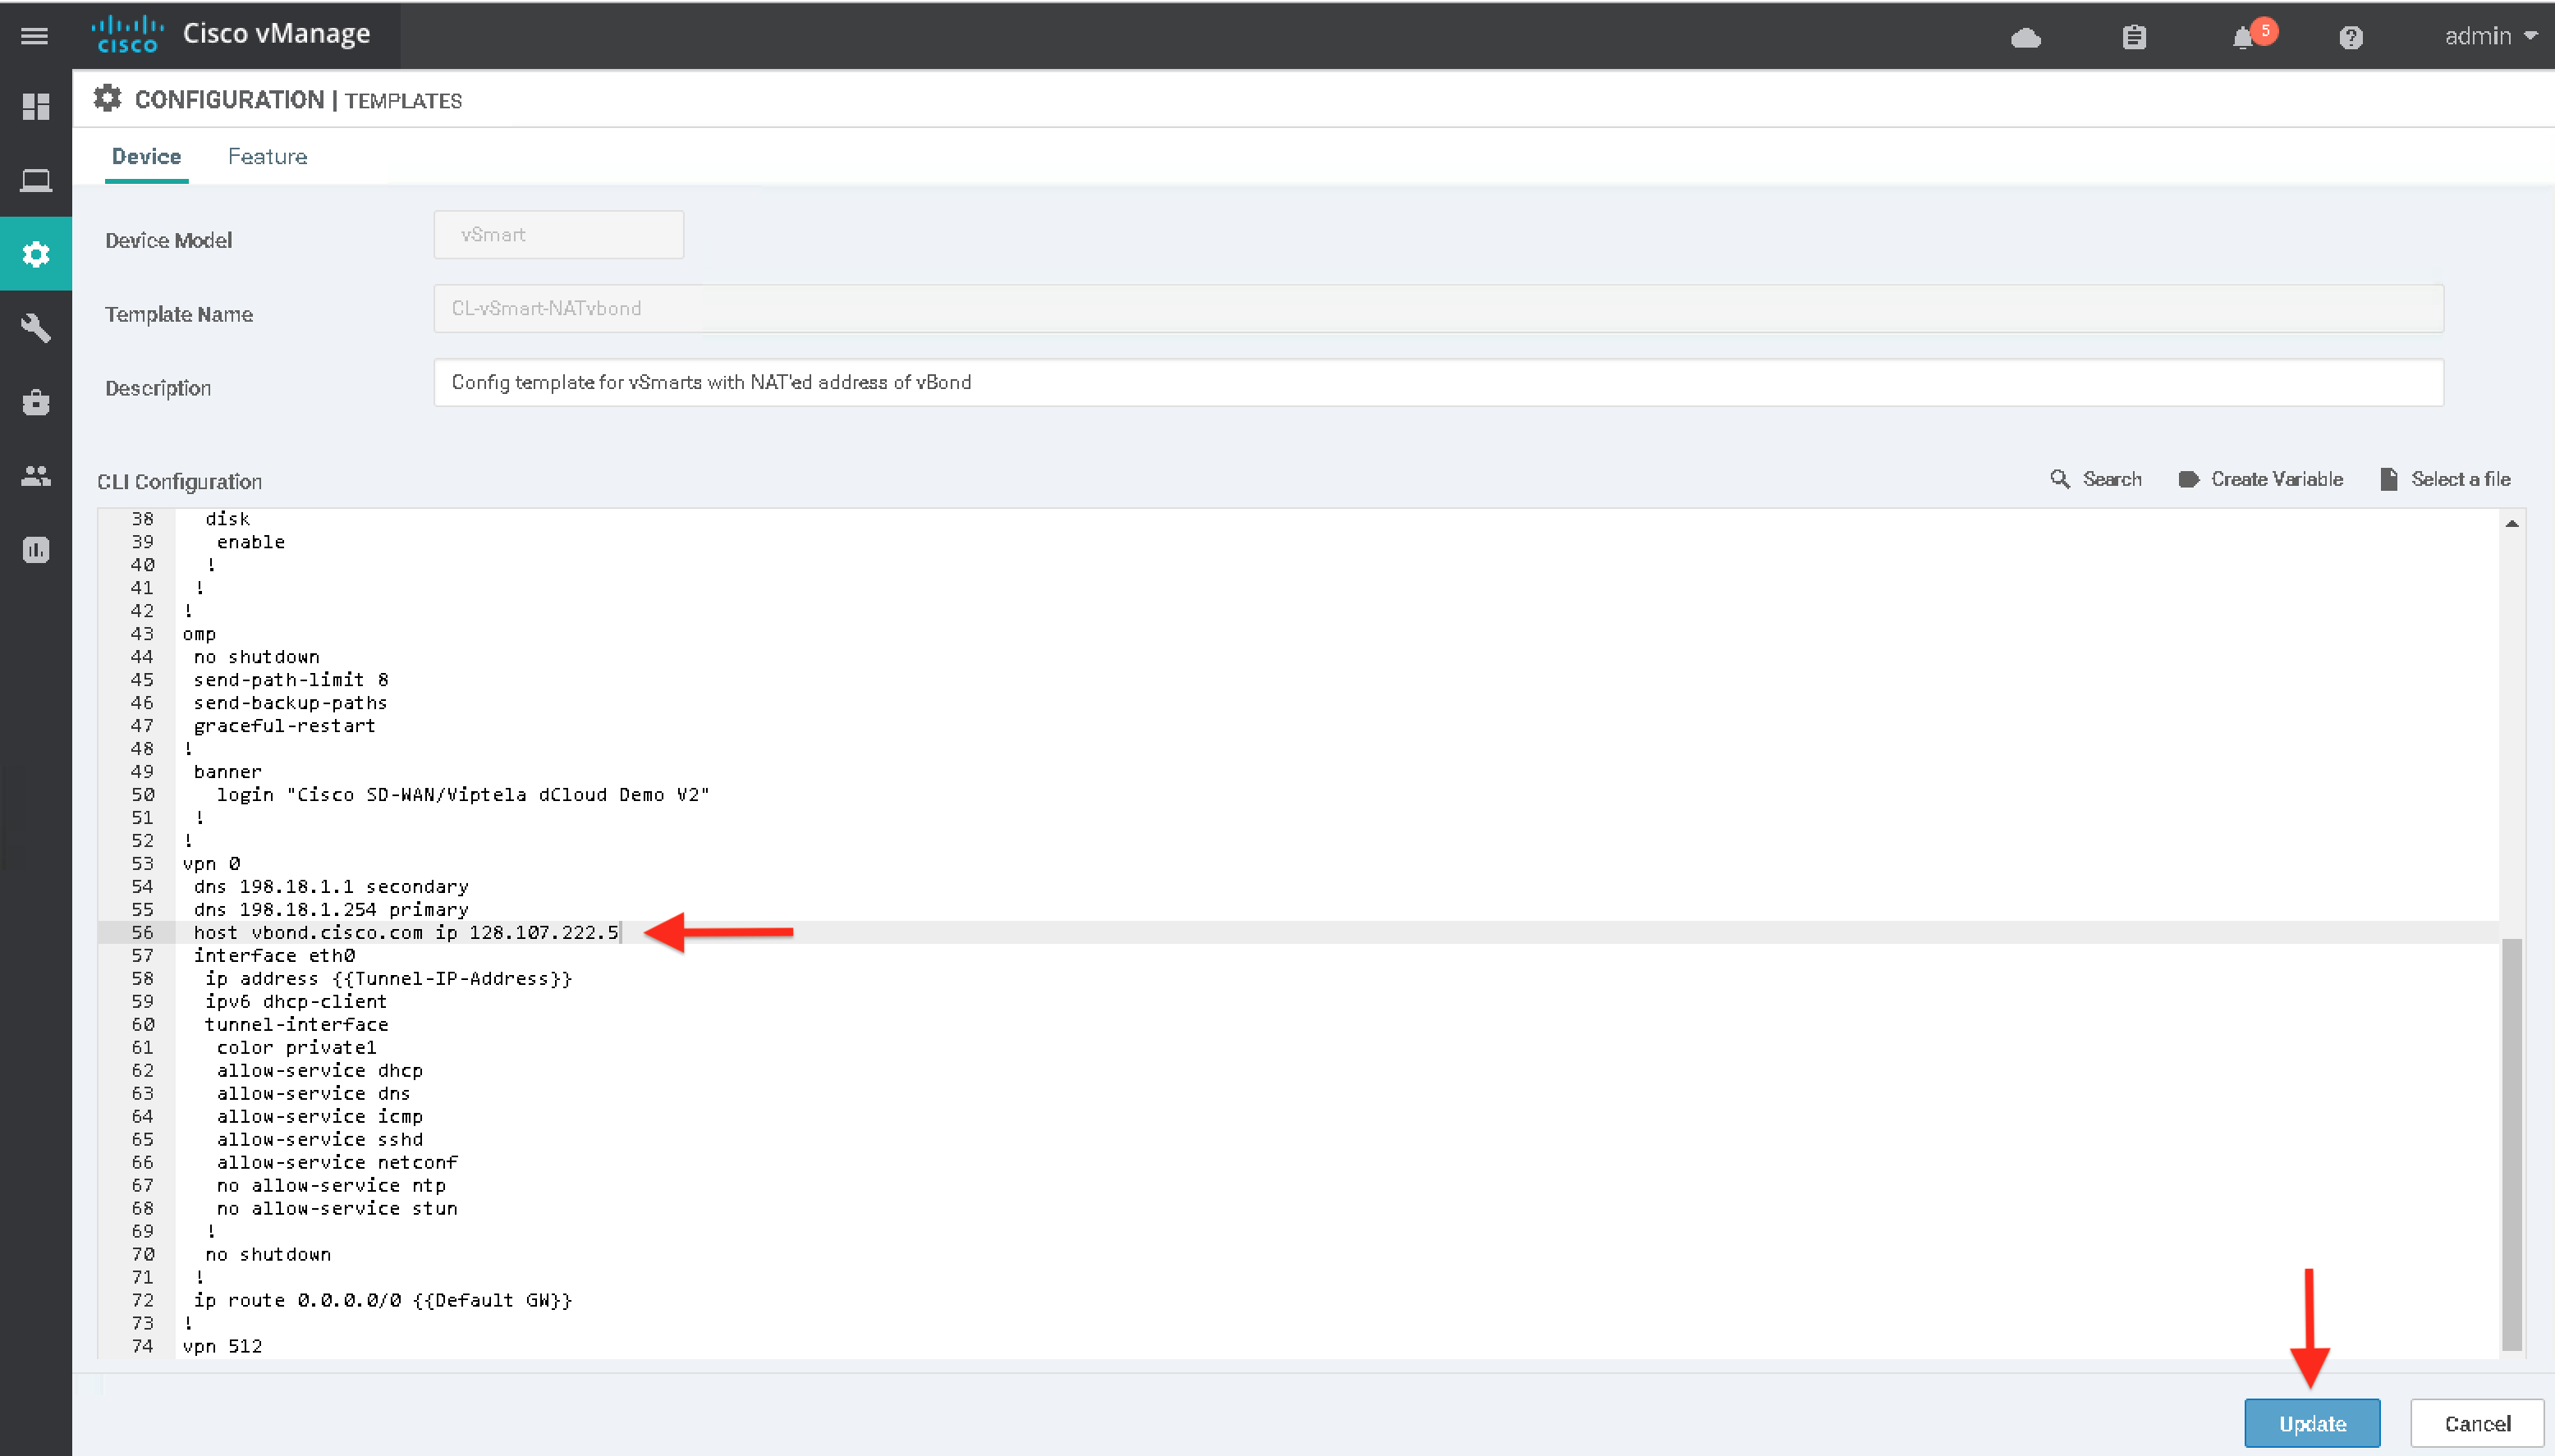 CISCO
Cisco vManage
5
admin
CONFIGURATION | TEMPLATES
Device
Feature
Device Model
vSmart
Template Name
CL-vSmart-NATvbond
Description
Config template for vSmarts with NAT'ed address of vBond
CLI Configuration
Search
Create Variable
Select a file
38 disk
39 enable
40 !
41 !
42 !
43 omp
44 no shutdown
45 send-path-limit 8
46 send-backup-paths
47 graceful-restart
48 !
49 banner
50 login "Cisco SD-WAN/Viptela dCloud Demo V2"
51 !
52 !
53 vpn 0
54 dns 198.18.1.1 secondary
55 dns 198.18.1.254 primary
56 host vbond.cisco.com ip 128.107.222.5
57 interface eth0
58 ip address {{Tunnel-IP-Address}}
59 ipv6 dhcp-client
60 tunnel-interface
61 color private1
62 allow-service dhcp
63 allow-service dns
64 allow-service icmp
65 allow-service sshd
66 allow-service netconf
67 no allow-service ntp
68 no allow-service stun
69 !
70 no shutdown
71 !
72 ip route 0.0.0.0/0 {{Default GW}}
73 !
74 vpn 512
Update
Cancel